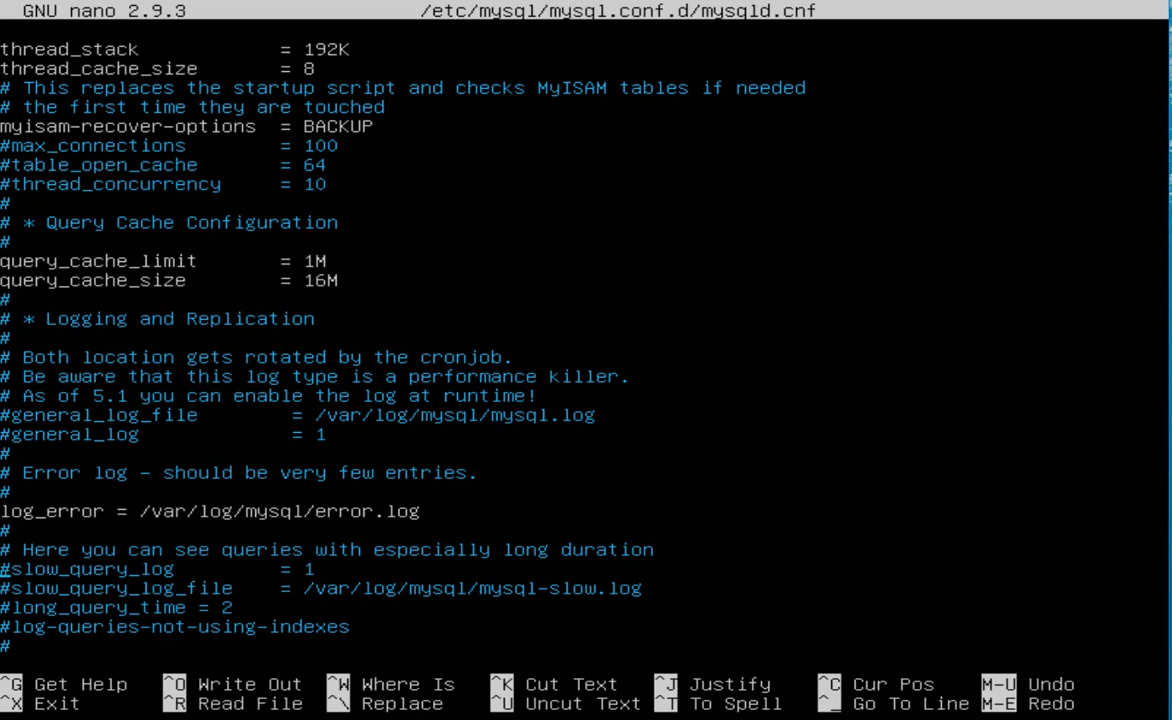 GNU nano 2.9.3 /etc/mysql/mysql.conf.d/mysqld.cnf
thread_stack = 192K
thread_cache_size = 8
# This replaces the startup script and checks MyISAM tables if needed
# the first time they are touched
myisam-recover-options = BACKUP
#max_connections = 100
#table_open_cache = 64
#thread_concurrency = 10
#
# * Query Cache Configuration
#
query_cache_limit = 1M
query_cache_size = 16M
#
# * Logging and Replication
#
# Both location gets rotated by the cronjob.
# Be aware that this log type is a performance killer.
# As of 5.1 you can enable the log at runtime!
#general_log_file = /var/log/mysql/mysql.log
#general_log = 1
#
# Error log - should be very few entries.
#
log_error = /var/log/mysql/error.log
#
# Here you can see queries with especially long duration
#slow_query_log = 1
#slow_query_log_file = /var/log/mysql/mysql-slow.log
#long_query_time = 2
#log-queries-not-using-indexes
#
^G Get Help ^O Write Out ^W Where Is ^K Cut Text ^J Justify ^C Cur Pos M-U Undo
^X Exit ^R Read File ^\ Replace ^U Uncut Text ^T To Spell ^_ Go To Line M-E Redo